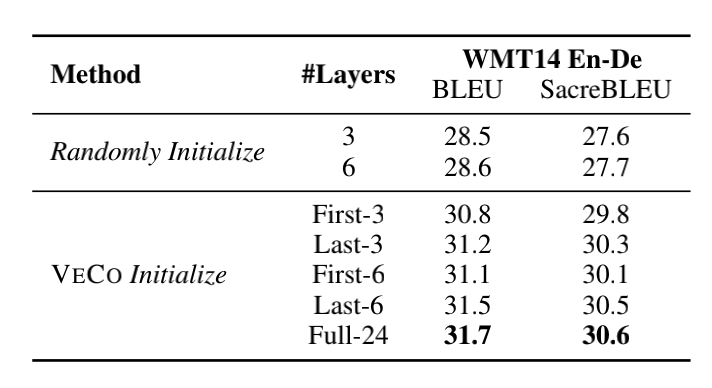 Method #Layers WMT14 En-De
BLEU SacreBLEU
Randomly Initialize
3 28.5 27.6
6 28.6 27.7
VECO Initialize
First-3 30.8 29.8
Last-3 31.2 30.3
First-6 31.1 30.1
Last-6 31.5 30.5
Full-24 31.7 30.6